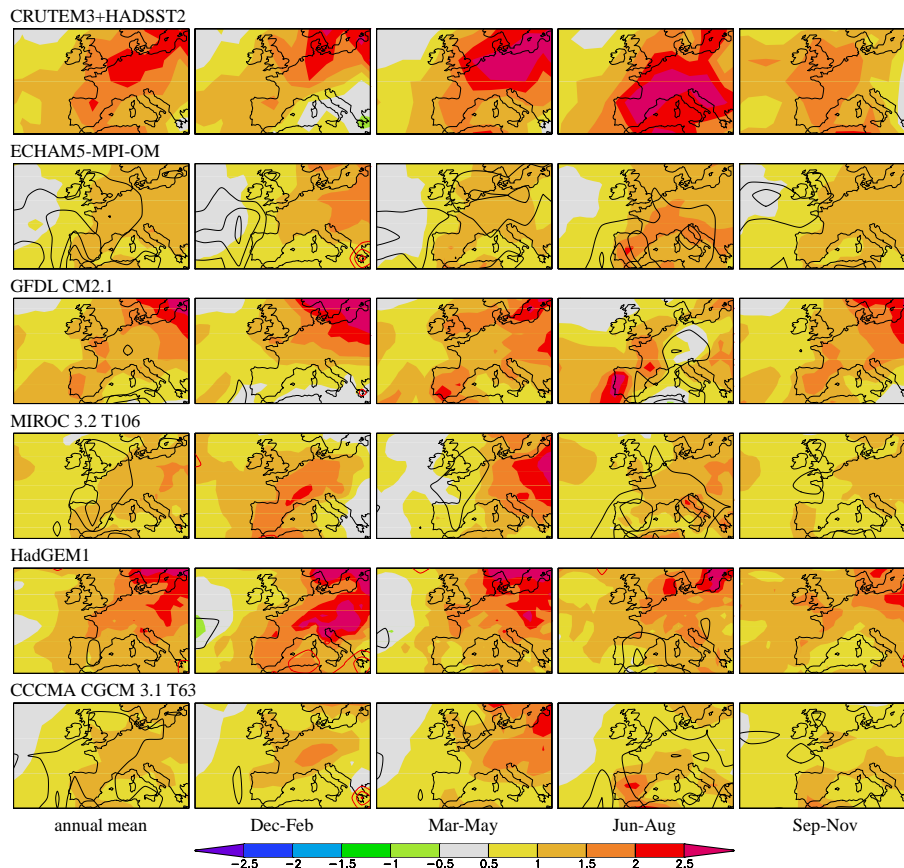 CRUTEM3+HADSST2
ECHAM5-MPI-OM
GFDL CM2.1
MIROC 3.2 T106
HadGEM1
CCCMA CGCM 3.1 T63
annual mean Dec-Feb Mar-May Jun-Aug Sep-Nov
-2.5 -2 -1.5 -1 -0.5 0.5 1 1.5 2 2.5